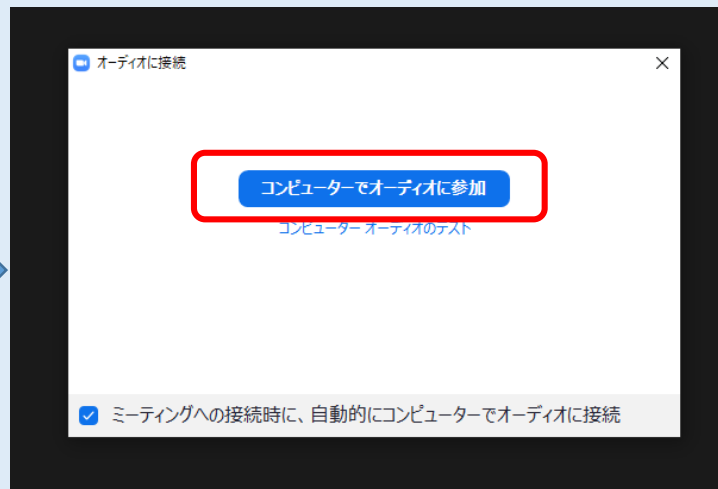 オーディオに接続
コンピューターでオーディオに参加
コンピューター オーディオのテスト
ミーティングへの接続時に、自動的にコンピューターでオーディオに接続